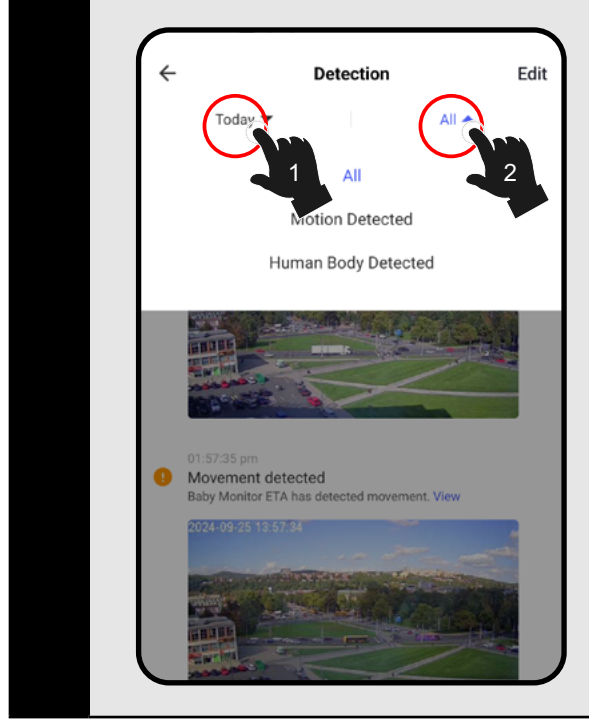 Detection
Edit
Today
All
1
2
All
Motion Detected
Human Body Detected
01:57:35 pm
Movement detected
Baby Monitor ETA has detected movement. View
2024-09-25 13:57:34